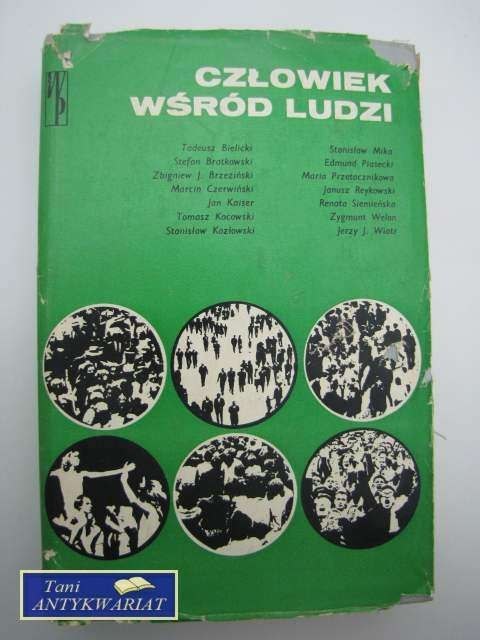 WP
CZŁOWIEK
WŚRÓD LUDZI
Tadeusz Bielicki
Stefan Bratkowski
Zbigniew J. Brzeziński
Marcin Czerwiński
Jan Kaiser
Tomasz Kocowski
Stanisław Kozłowski
Stanisław Mika
Edmund Piasecki
Maria Przetacznikowa
Janusz Reykowski
Renata Siemieńska
Zygmunt Welon
Jerzy J. Wiatr
Tani
ANTYKWARIAT